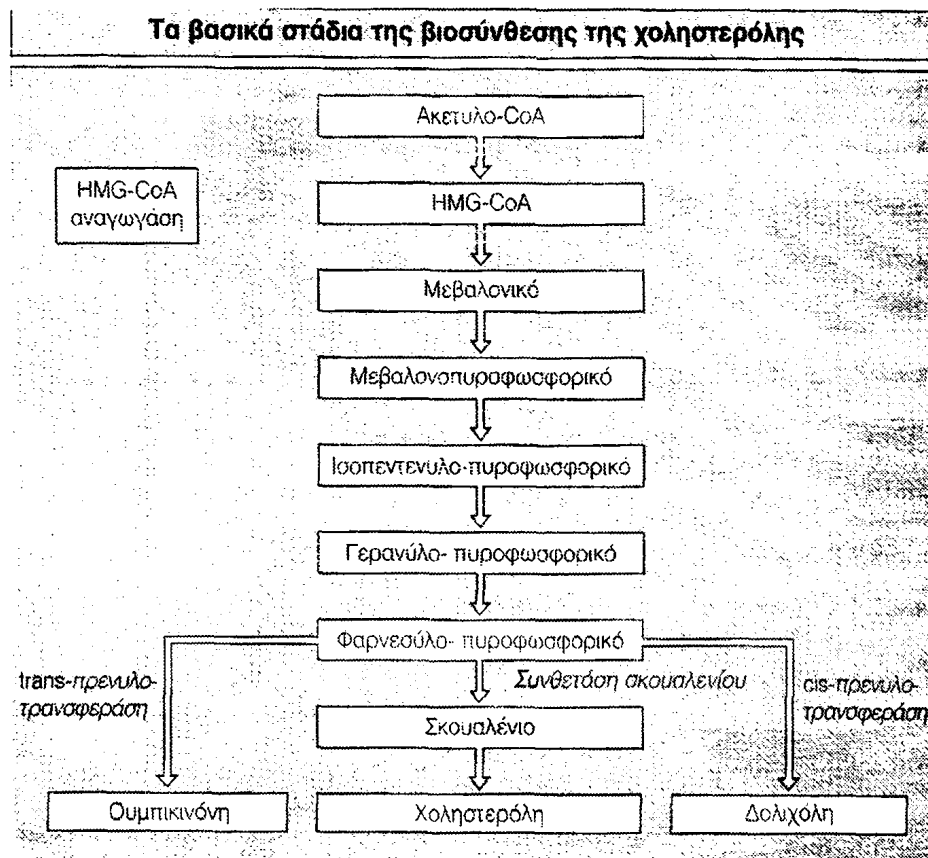 Τα βασικά στάδια της βιοσύνθεσης της χοληστερόλης
Ακετυλο-CoA
HMG-CoA
αναγωγάση
HMG-CoA
Μεβαλονικό
Μεβαλονοπυροφωσφορικό
Ισοπεντενυλο-πυροφωσφορικό
Γερανύλο- πυροφωσφορικό
Φαρνεσύλο- πυροφωσφορικό
trans-πρενυλο-
τρανσφεράση
Συνθετάση σκουαλενίου
cis-πρενυλο-
τρανσφεράση
Σκουαλένιο
Ουμπικινόνη
Χοληστερόλη
Δολιχόλη